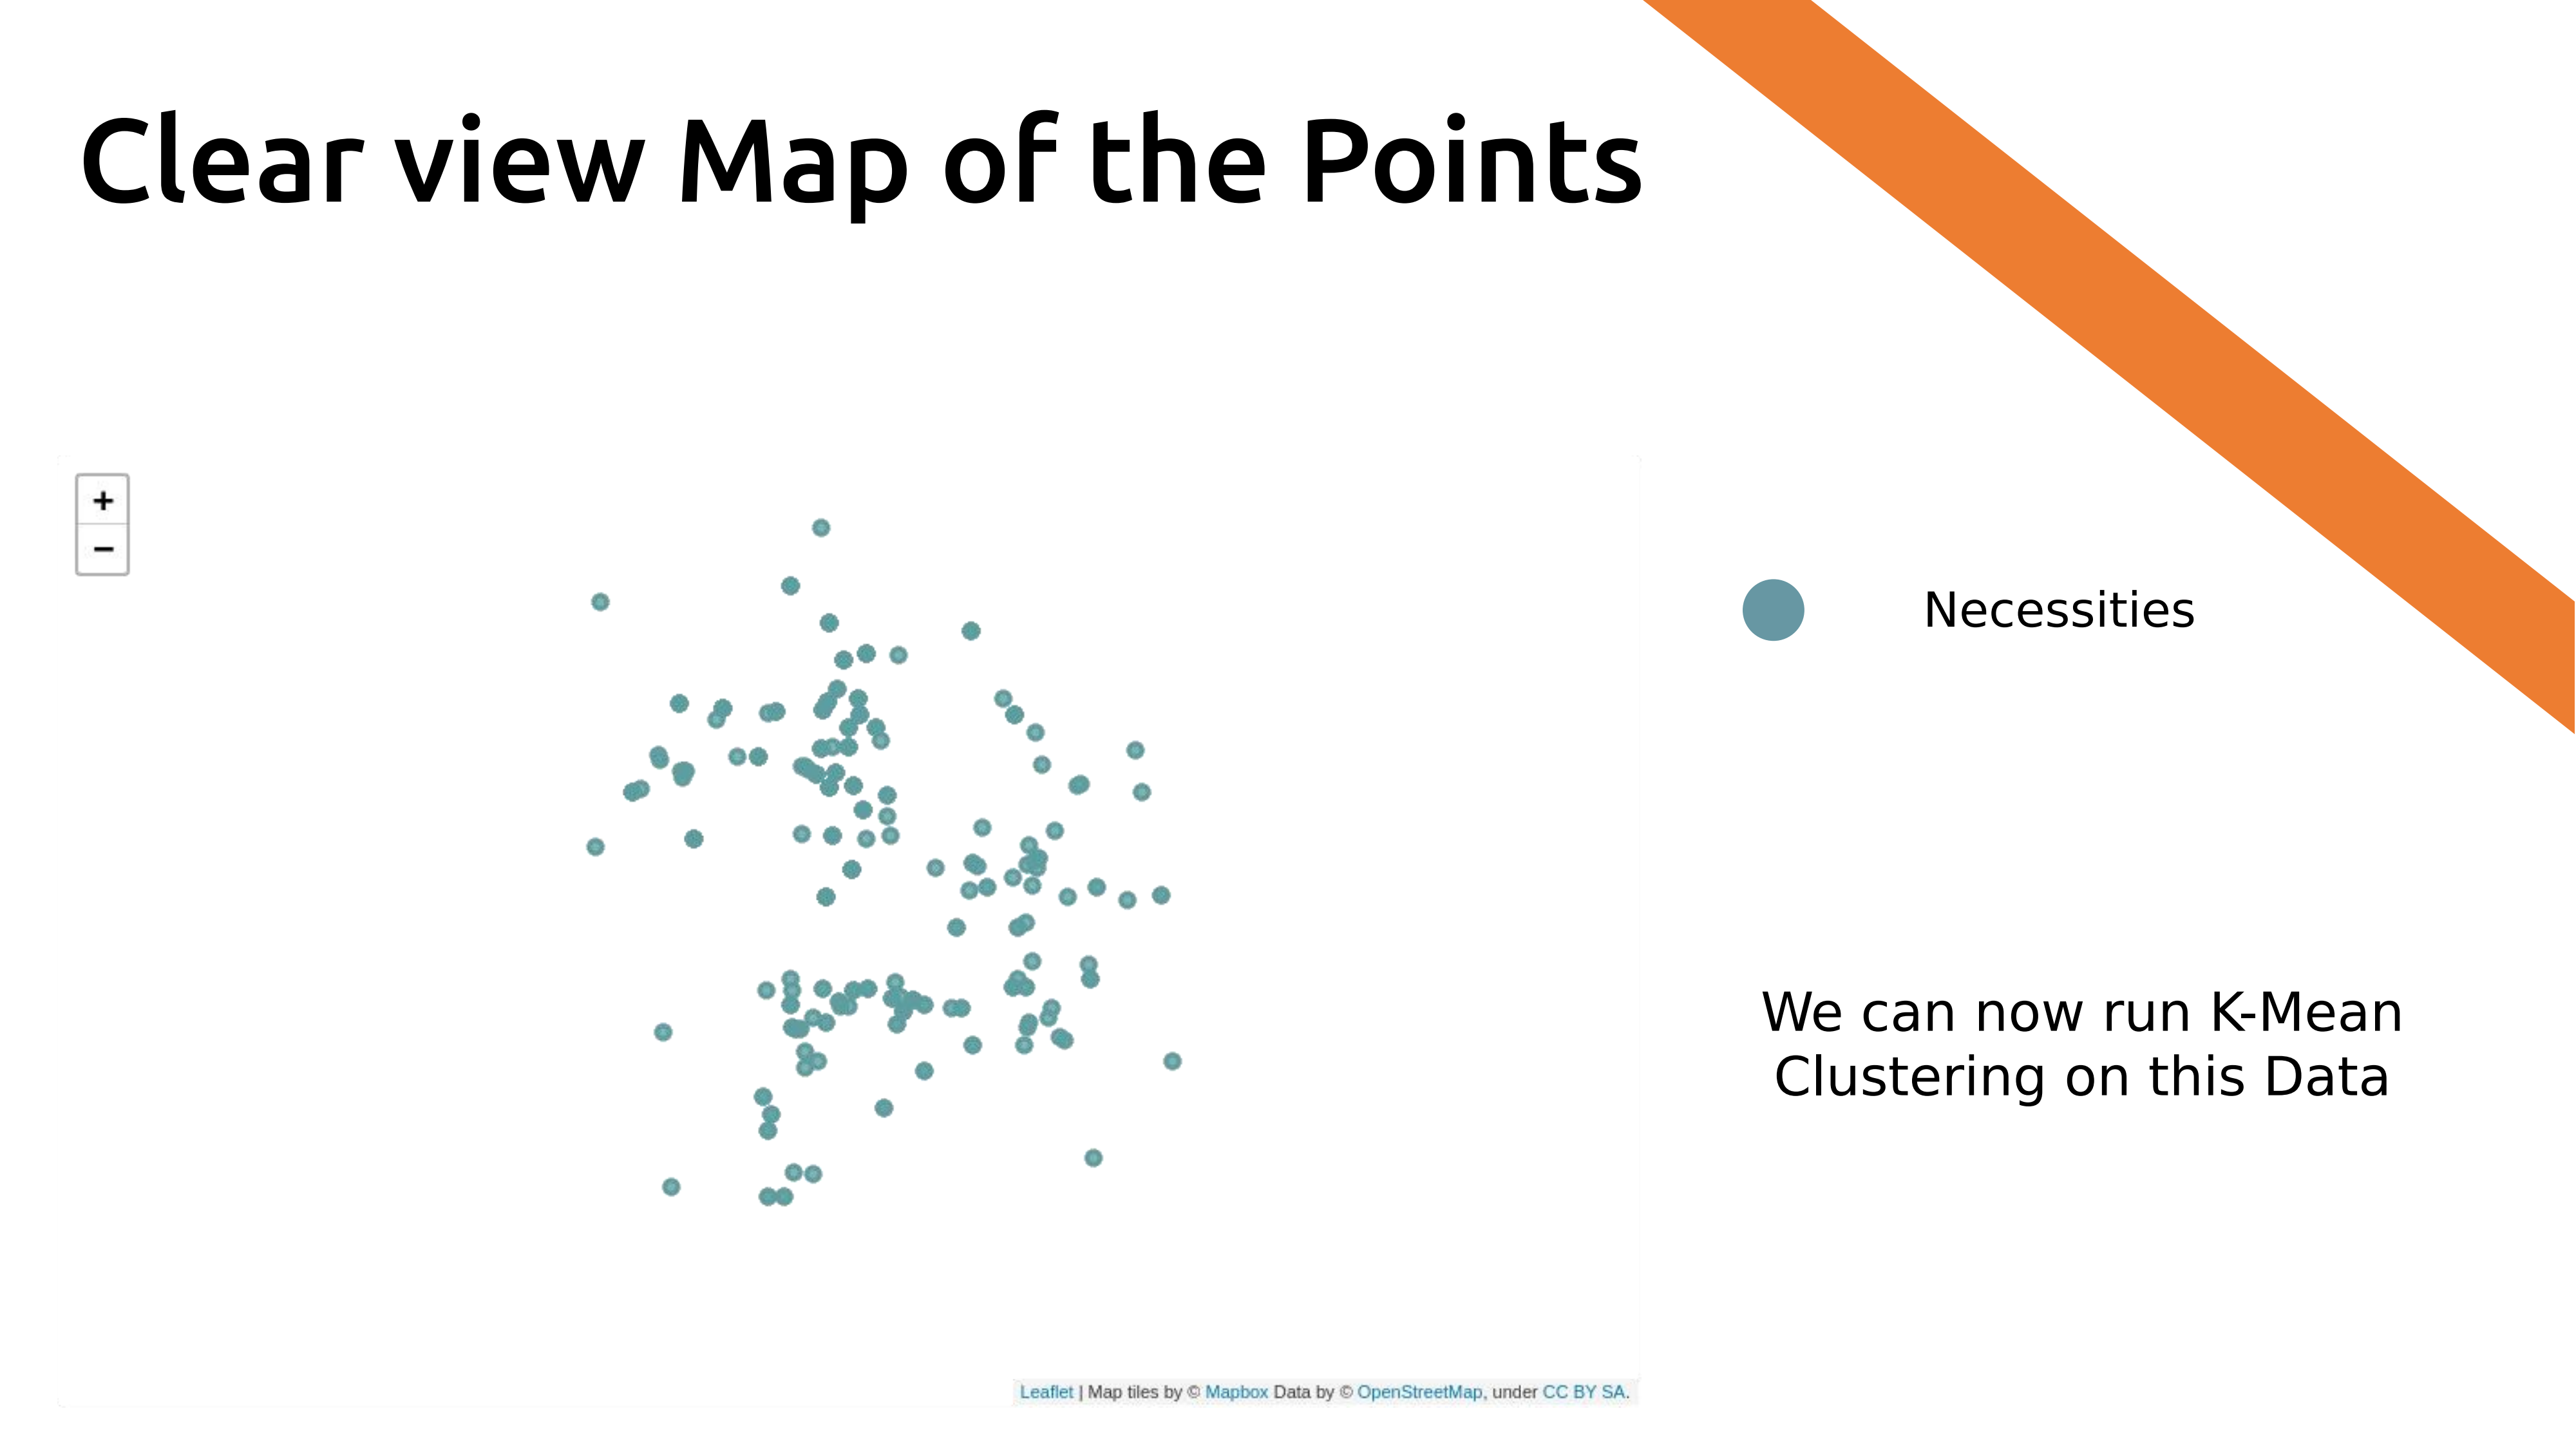 Clear view Map of the Points
+
−
Necessities
We can now run K-Mean
Clustering on this Data
Leaflet | Map tiles by © Mapbox Data by © OpenStreetMap, under CC BY SA.